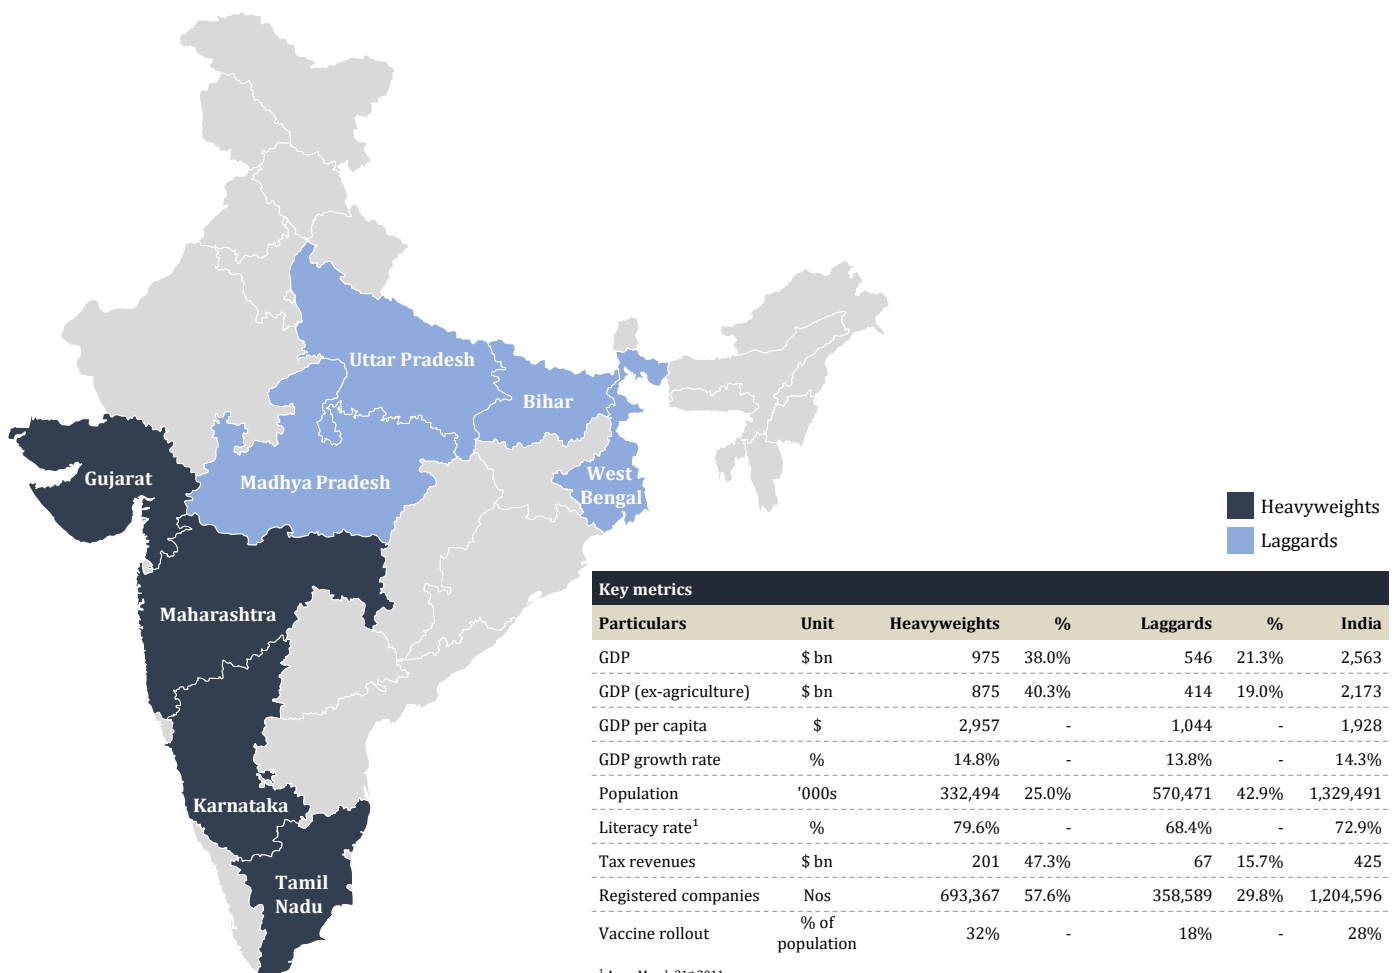 Uttar Pradesh
Bihar
Gujarat
Madhya Pradesh
West
Bengal
Heavyweights
Laggards
Maharashtra
Karnataka
Tamil
Nadu
Key metrics
Particulars Unit Heavyweights % Laggards % India
GDP $ bn 975 38.0% 546 21.3% 2,563
GDP (ex-agriculture) $ bn 875 40.3% 414 19.0% 2,173
GDP per capita $ 2,957 - 1,044 - 1,928
GDP growth rate % 14.8% - 13.8% - 14.3%
Population '000s 332,494 25.0% 570,471 42.9% 1,329,491
Literacy rate¹ % 79.6% - 68.4% - 72.9%
Tax revenues $ bn 201 47.3% 67 15.7% 425
Registered companies Nos 693,367 57.6% 358,589 29.8% 1,204,596
Vaccine rollout % of population 32% - 18% - 28%